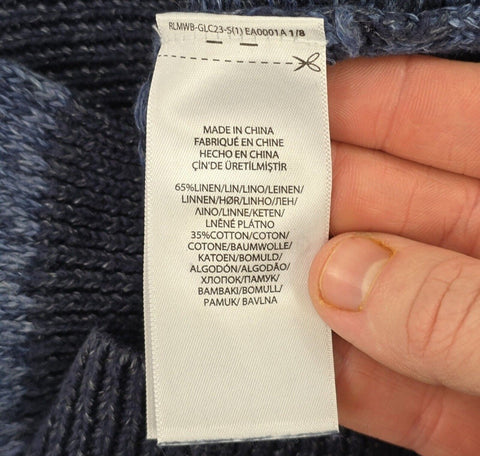 RLMWB-GLC23-S(1) EA0001A 1/8
MADE IN CHINA
FABRIQUÉ EN CHINE
HECHO EN CHINA
ÇİN'DE ÜRETİLMİŞTİR
65%LINEN/LIN/LINO/LEINEN/
LINNEN/HØR/LINHO/ЛЕН/
ΛΙΝΟ/LINNE/KETEN/
LNĚNÉ PLÁTNO
35%COTTON/COTON/
COTONE/BAUMWOLLE/
KATOEN/BOMULD/
ALGODÓN/ALGODÃO/
ХЛОПОК/ПАМУК/
ΒΑΜΒΑΚΙ/BOMULL/
PAMUK/ BAVLNA